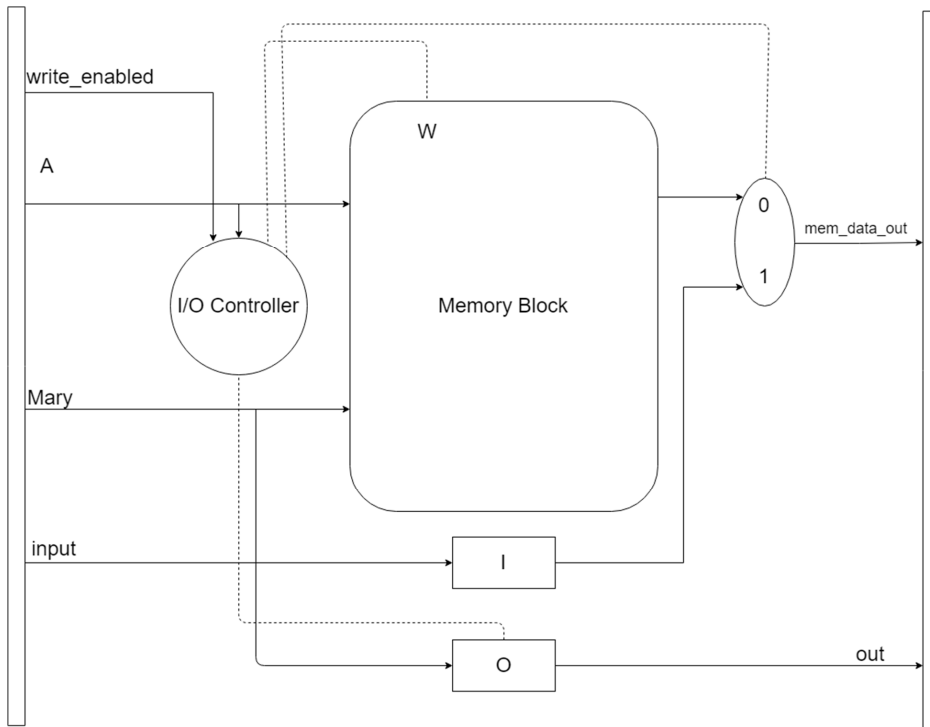 write_enabled
W
A
0
mem_data_out
1
I/O Controller
Memory Block
Mary
input
I
out
O